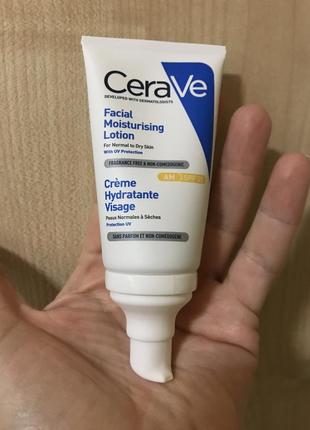 CeraVe
DEVELOPED WITH DERMATOLOGISTS
Facial
Moisturising
Lotion
For Normal to Dry Skin
With UV Protection
FRAGRANCE FREE & NON-COMEDOGENIC
AM SPF
Crème
Hydratante
Visage
Peaux Normales à Sèches
Protection UV
SANS PARFUM ET NON-COMÉDOGÈNE